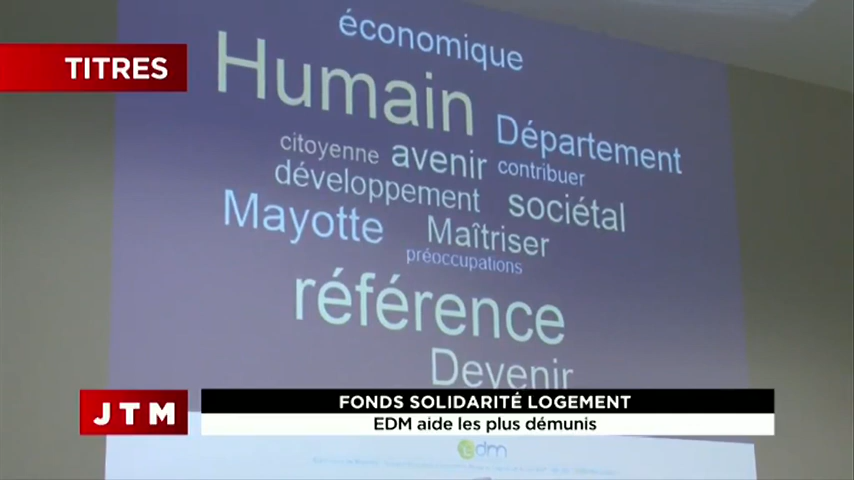 économique
TITRES
Humain
Département
citoyenne avenir contribuer
développement sociétal
Mayotte Maîtriser
préoccupations
référence
Devenir
JTM
FONDS SOLIDARITÉ LOGEMENT
EDM aide les plus démunis
edm